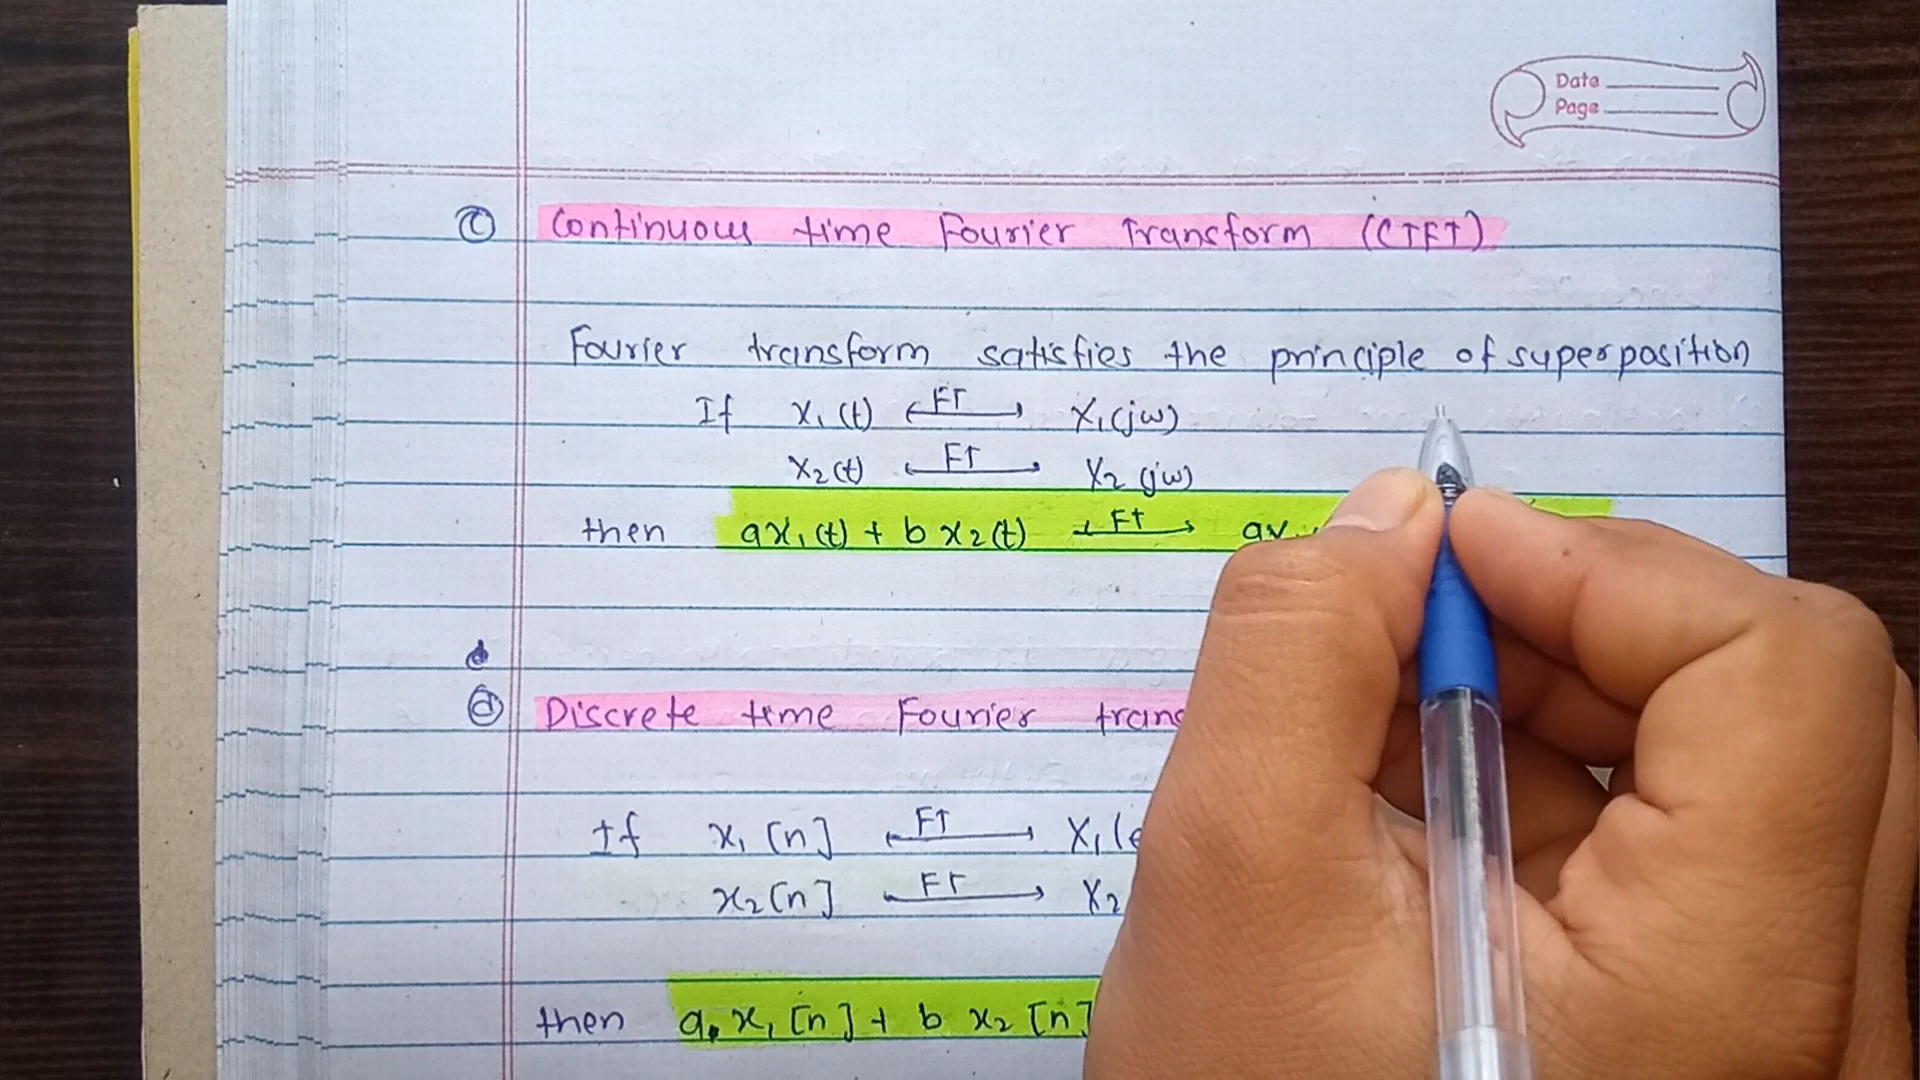 Date
Page
(C) Continuous time Fourier Transform (CTFT)
Fourier transform satisfies the principle of superposition
If x₁(t) ←FT→ X₁(jω)
x₂(t) ←FT→ X₂(jω)
then ax₁(t) + b x₂(t) ←FT→
d
(d) Discrete time Fourier
If x₁[n] ←FT→ X₁(e
x₂[n] ←FT→ X₂
then a x₁[n] + b x₂[n]